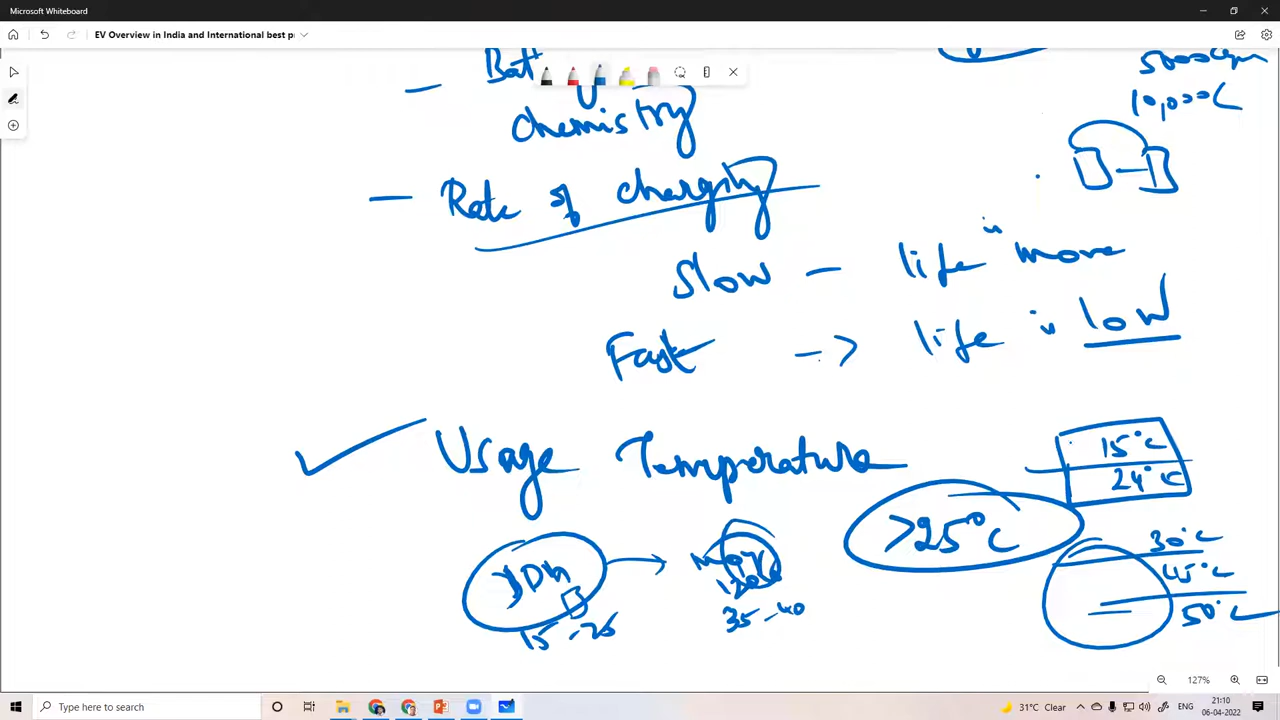 Microsoft Whiteboard
EV Overview in India and International best p
- Bat
chemistry
10,000C
- Rate of charging
Slow - life is more
Fast -> life is low
Usage Temperature
15°C
24°C
>25°C
30°C
45°C
50°C
15-25
35-40
127%
Type here to search
31°C Clear
ENG
21:10
06-04-2022